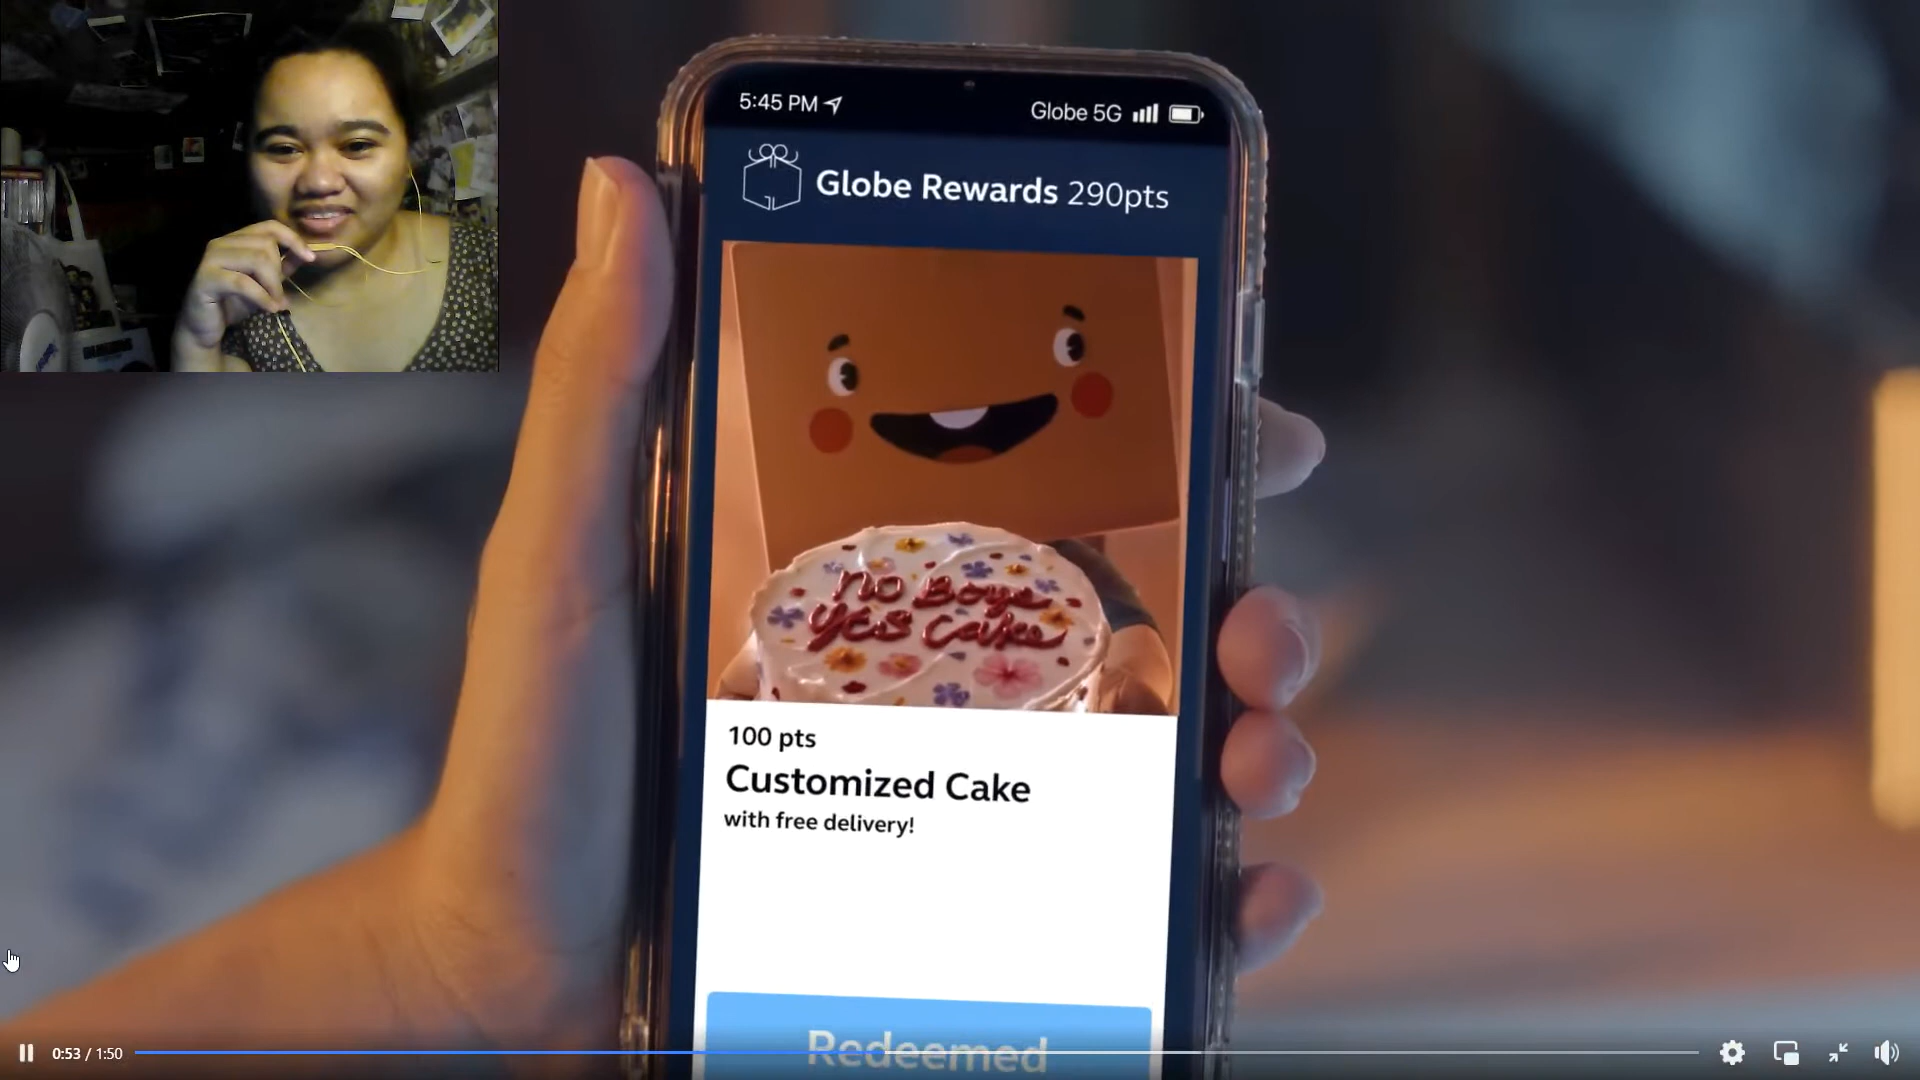 5:45 PM
Globe 5G
Globe Rewards 290pts
No Boys
Yes Cake
100 pts
Customized Cake
with free delivery!
Redeemed
0:53 / 1:50